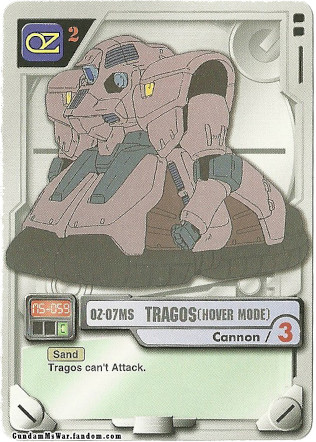 OZ 2
MS-059
C
OZ-07MS TRAGOS(HOVER MODE)
Cannon / 3
Sand
Tragos can't Attack.
GundamMsWar.fandom.com